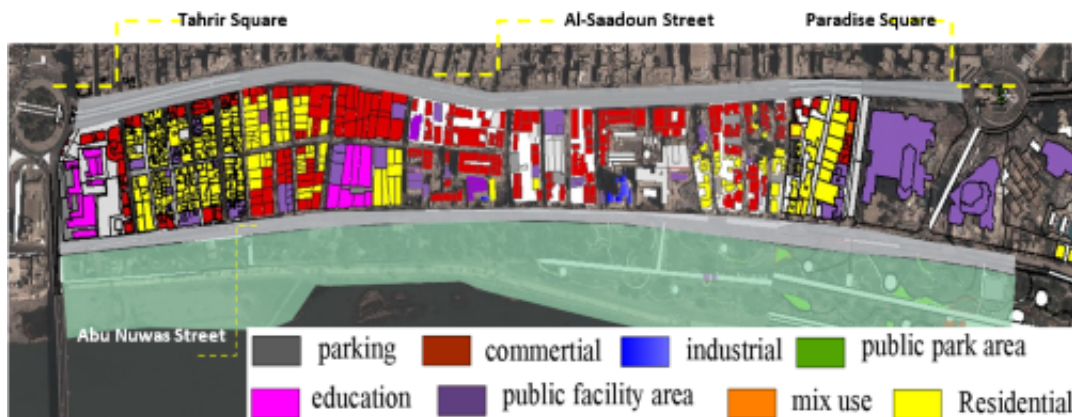 Tahrir Square
Al-Saadoun Street
Paradise Square
Abu Nuwas Street
parking
commertial
industrial
public park area
education
public facility area
mix use
Residential